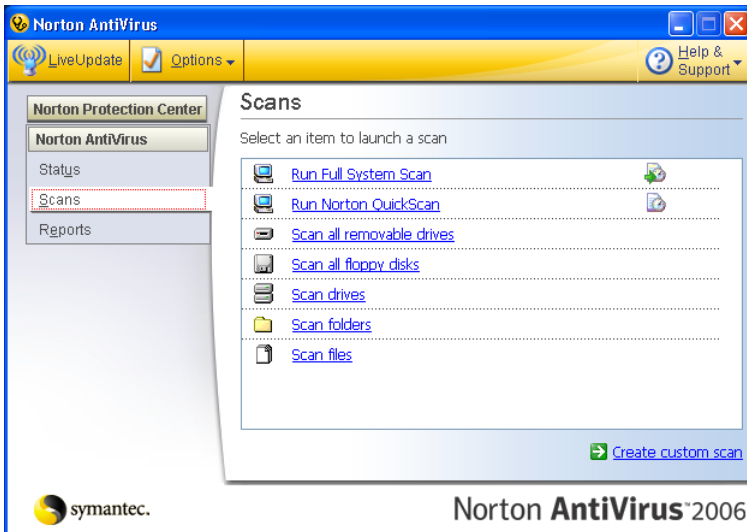 Norton AntiVirus
LiveUpdate
Options
Help & Support
Norton Protection Center
Norton AntiVirus
Status
Scans
Reports
Scans
Select an item to launch a scan
Run Full System Scan
Run Norton QuickScan
Scan all removable drives
Scan all floppy disks
Scan drives
Scan folders
Scan files
Create custom scan
symantec.
Norton AntiVirus™2006